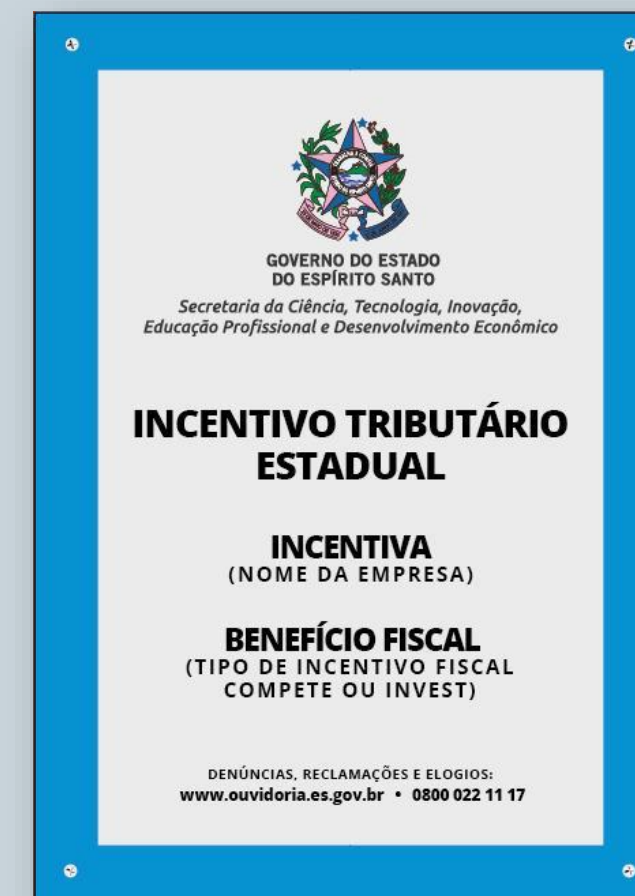 GOVERNO DO ESTADO
DO ESPÍRITO SANTO
Secretaria da Ciência, Tecnologia, Inovação,
Educação Profissional e Desenvolvimento Econômico
INCENTIVO TRIBUTÁRIO
ESTADUAL
INCENTIVA
(NOME DA EMPRESA)
BENEFÍCIO FISCAL
(TIPO DE INCENTIVO FISCAL
COMPETE OU INVEST)
DENÚNCIAS, RECLAMAÇÕES E ELOGIOS:
www.ouvidoria.es.gov.br • 0800 022 11 17